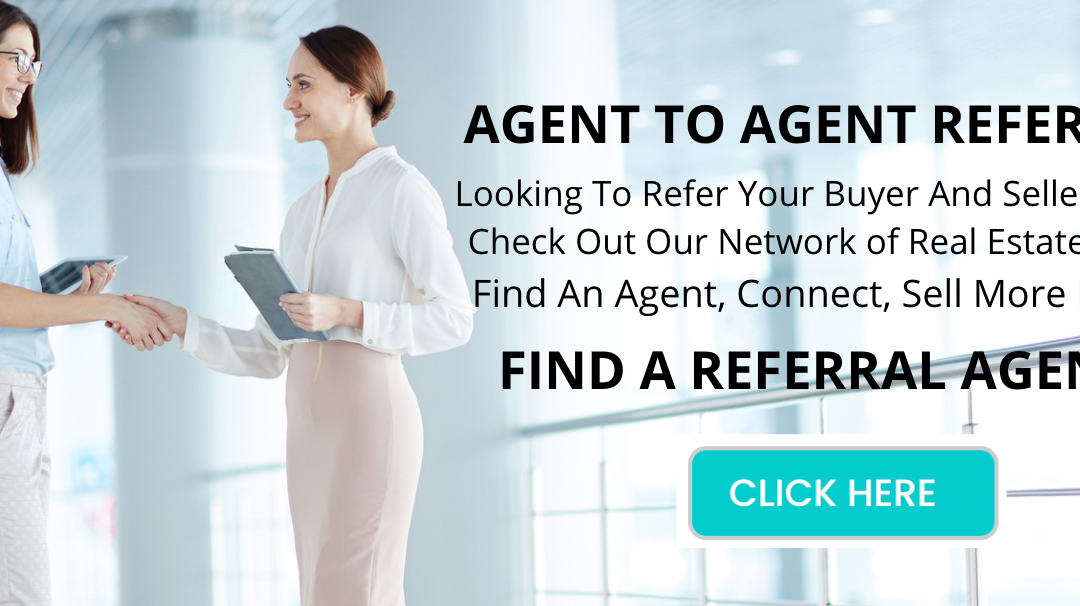 AGENT TO AGENT REFER
Looking To Refer Your Buyer And Selle
Check Out Our Network of Real Estate
Find An Agent, Connect, Sell More
FIND A REFERRAL AGEN
CLICK HERE